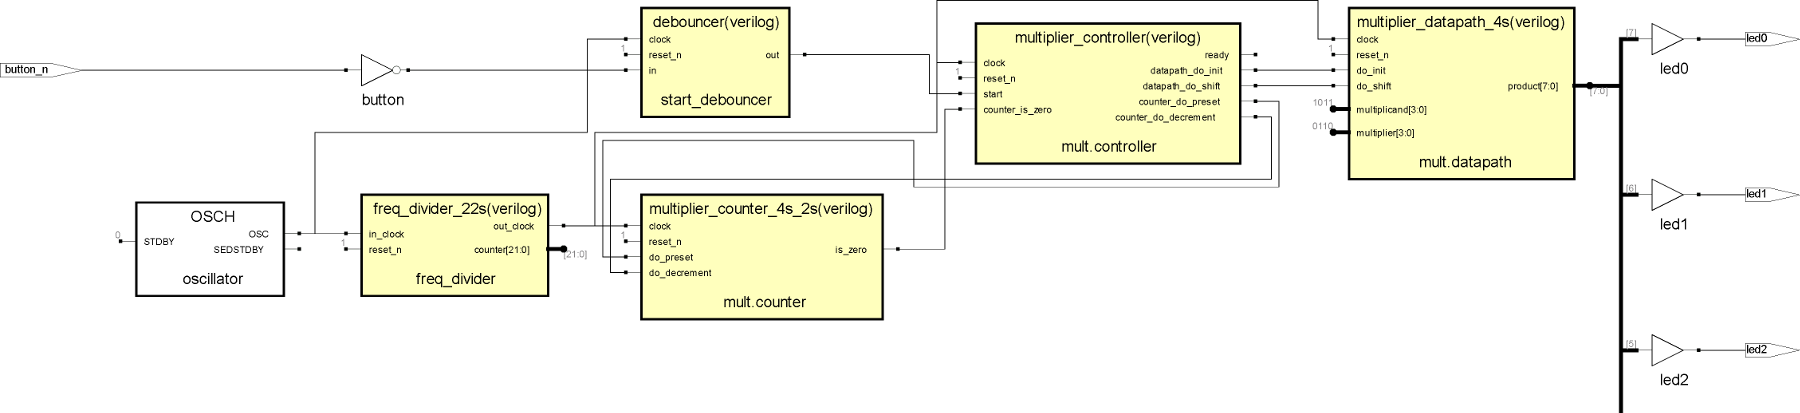 button_n
button
debouncer(verilog)
clock
1
reset_n
in
out
start_debouncer
multiplier_controller(verilog)
clock
1
reset_n
start
counter_is_zero
ready
datapath_do_init
datapath_do_shift
counter_do_preset
counter_do_decrement
mult.controller
multiplier_datapath_4s(verilog)
clock
1
reset_n
do_init
do_shift
1011
multiplicand[3:0]
0110
multiplier[3:0]
product[7:0]
[7:0]
mult.datapath
[7]
led0
led0
[6]
led1
led1
[5]
led2
led2
OSCH
0
STDBY
OSC
SEDSTDBY
oscillator
freq_divider_22s(verilog)
in_clock
1
reset_n
out_clock
counter[21:0]
[21:0]
freq_divider
multiplier_counter_4s_2s(verilog)
clock
1
reset_n
do_preset
do_decrement
is_zero
mult.counter